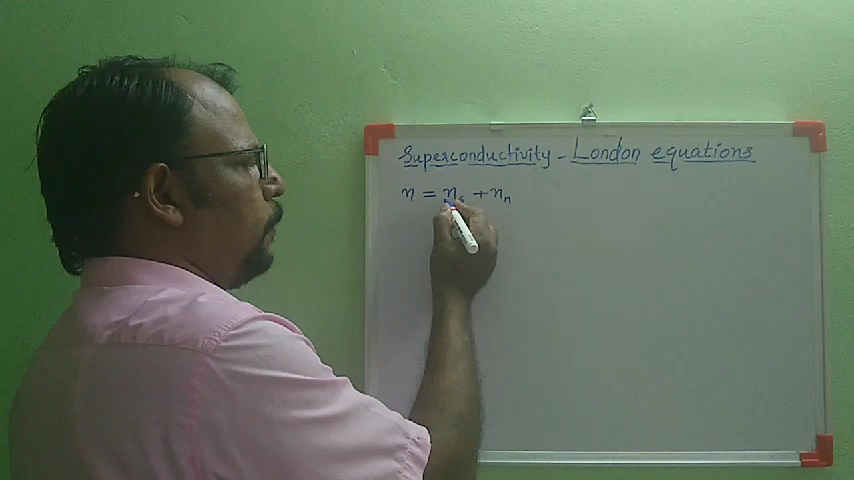 Superconductivity - London equations
n = nₛ + nₙ